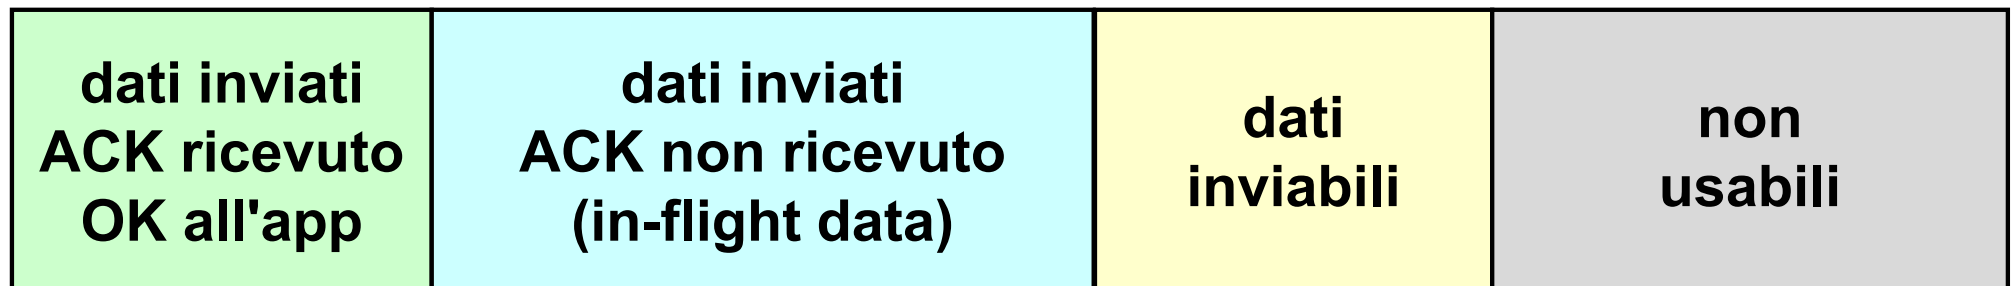 dati inviati
ACK ricevuto
OK all'app
dati inviati
ACK non ricevuto
(in-flight data)
dati
inviabili
non
usabili